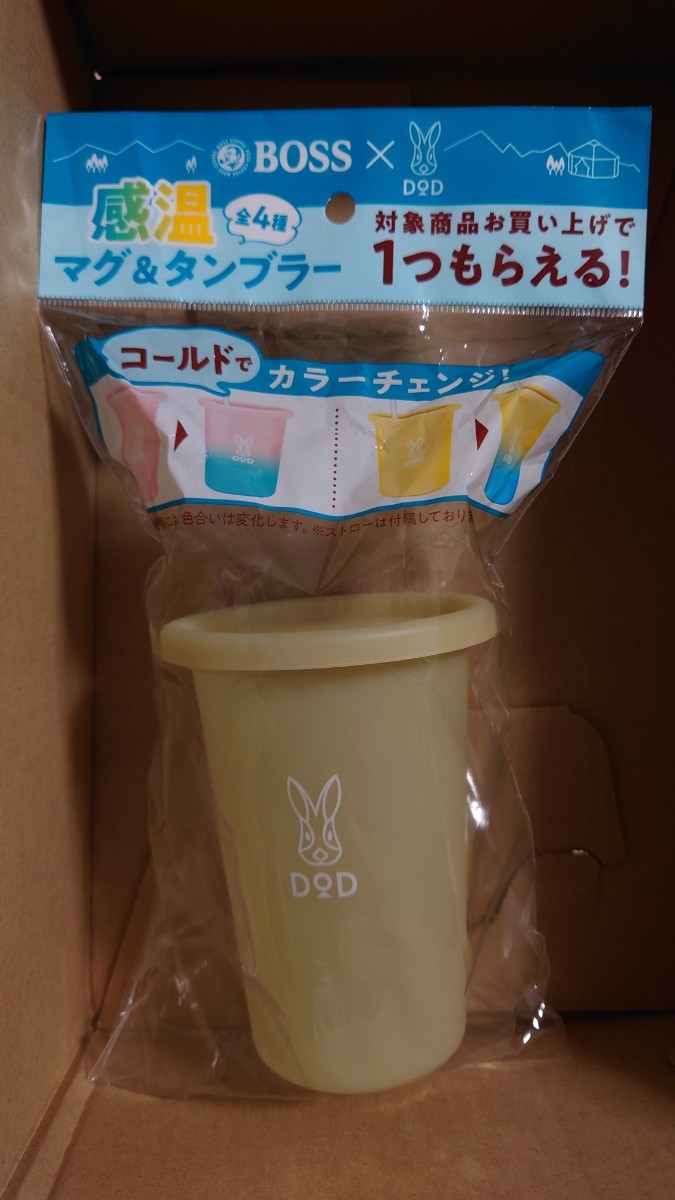 BOSS × DOD
感温
全4種
マグ&タンブラー
対象商品お買い上げで
1つもらえる!
コールドで
カラーチェンジ!
DOD
色合いは変化します。※ストローは付属しており
DOD